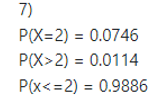 7)
P(X=2) = 0.0746
P(X>2) = 0.0114
P(x<=2) = 0.9886